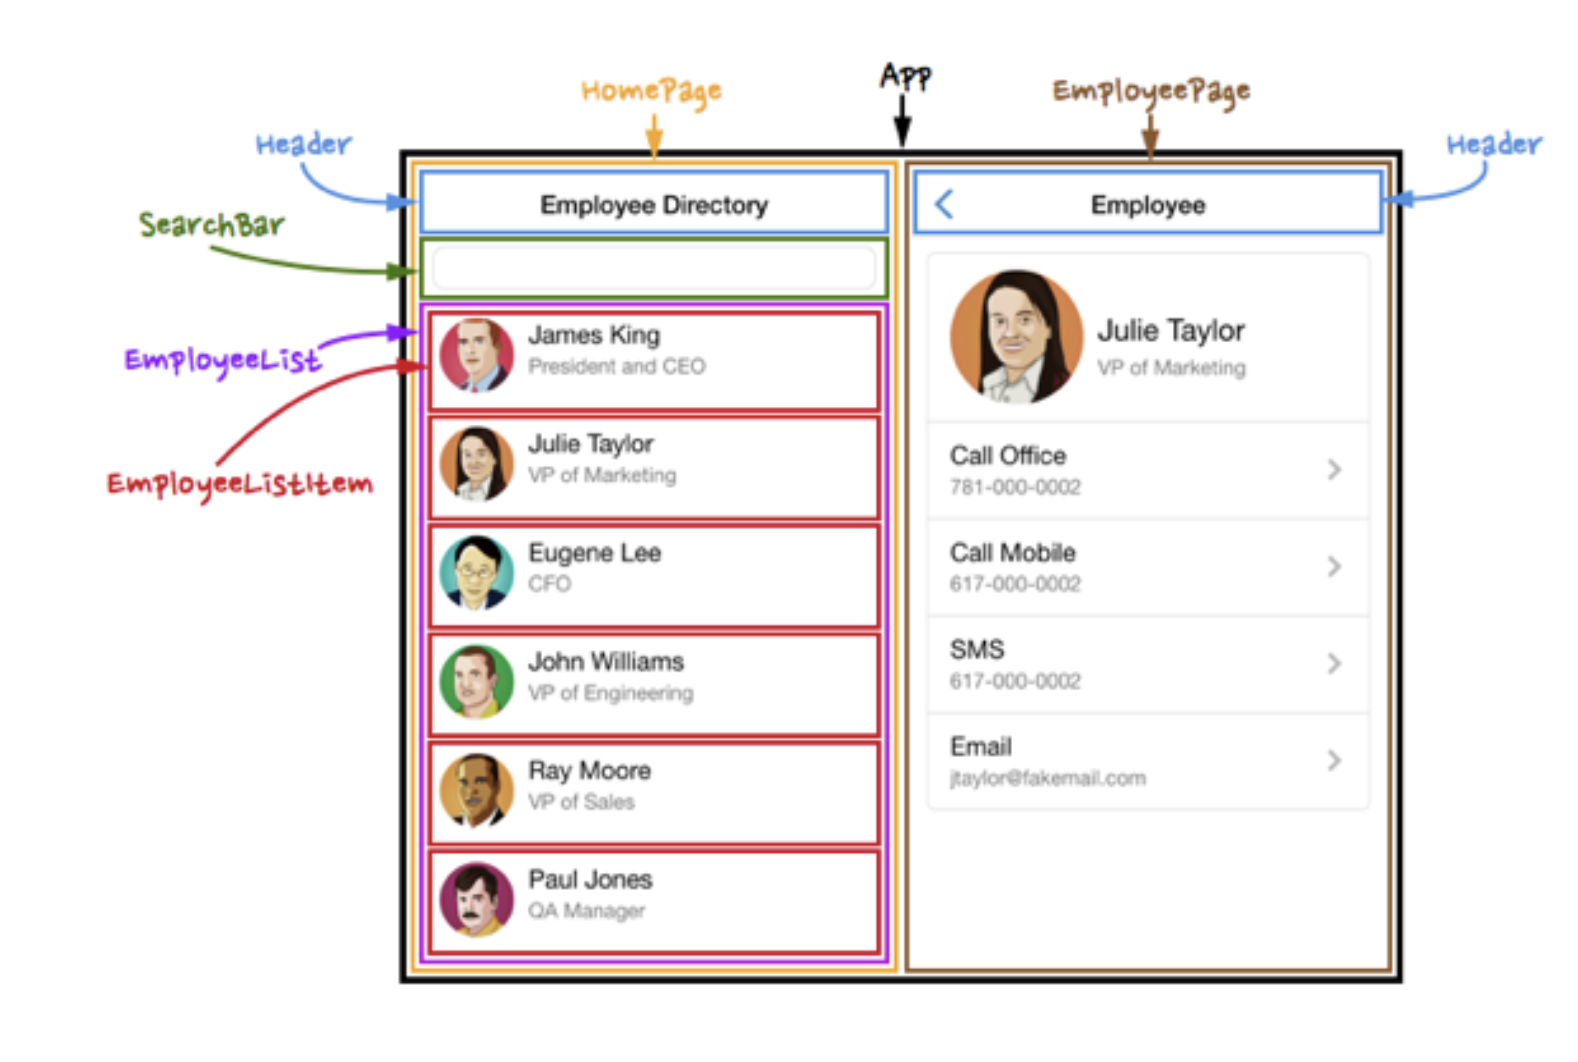 App
HomePage
EmployeePage
Header
Header
SearchBar
EmployeeList
EmployeeListItem
Employee Directory
James King
President and CEO
Julie Taylor
VP of Marketing
Eugene Lee
CFO
John Williams
VP of Engineering
Ray Moore
VP of Sales
Paul Jones
QA Manager
Employee
Julie Taylor
VP of Marketing
Call Office
781-000-0002
Call Mobile
617-000-0002
SMS
617-000-0002
Email
jtaylor@fakemail.com